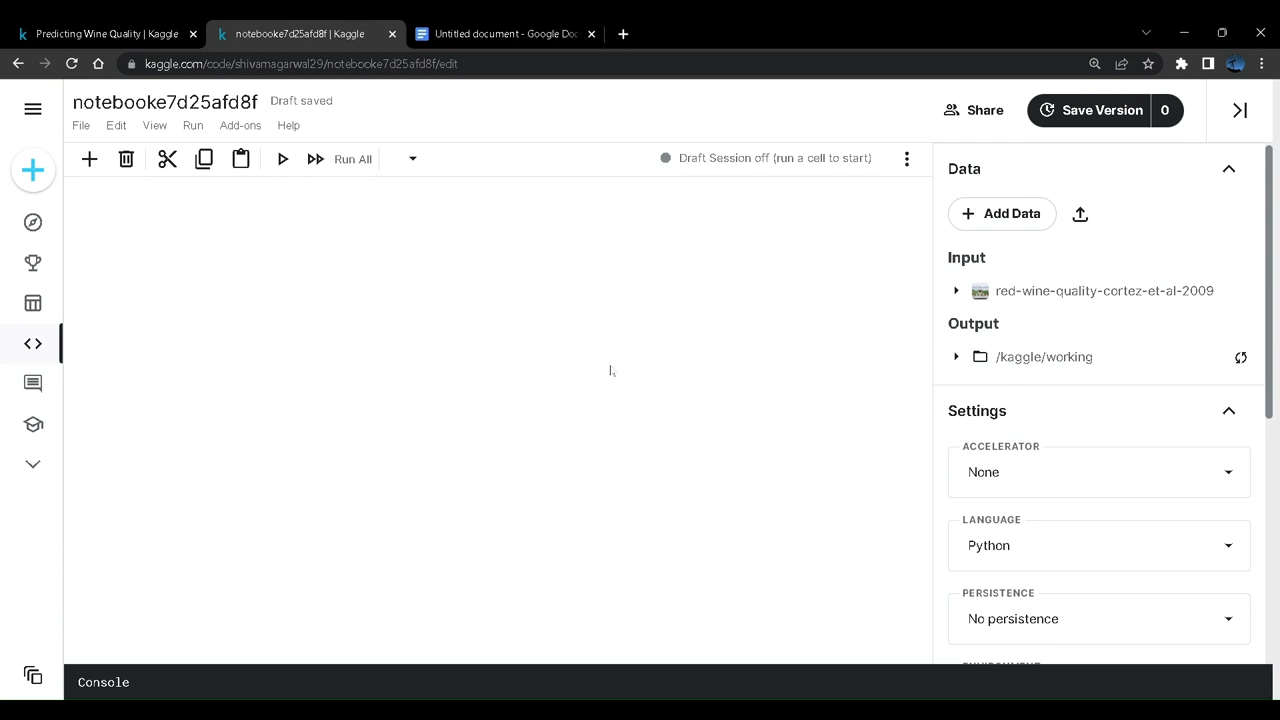 Predicting Wine Quality | Kaggle
notebooke7d25afd8f | Kaggle
Untitled document - Google Doc
kaggle.com/code/shivamagarwal29/notebooke7d25afd8f/edit
notebooke7d25afd8f
Draft saved
Share
Save Version
0
File
Edit
View
Run
Add-ons
Help
Run All
Draft Session off (run a cell to start)
Data
Add Data
Input
red-wine-quality-cortez-et-al-2009
Output
/kaggle/working
Settings
ACCELERATOR
None
LANGUAGE
Python
PERSISTENCE
No persistence
Console